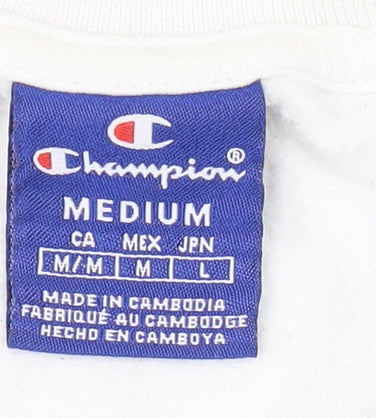 Champion®
MEDIUM
CA MEX JPN
M/M M L
MADE IN CAMBODIA
FABRIQUÉ AU CAMBODGE
HECHO EN CAMBOYA